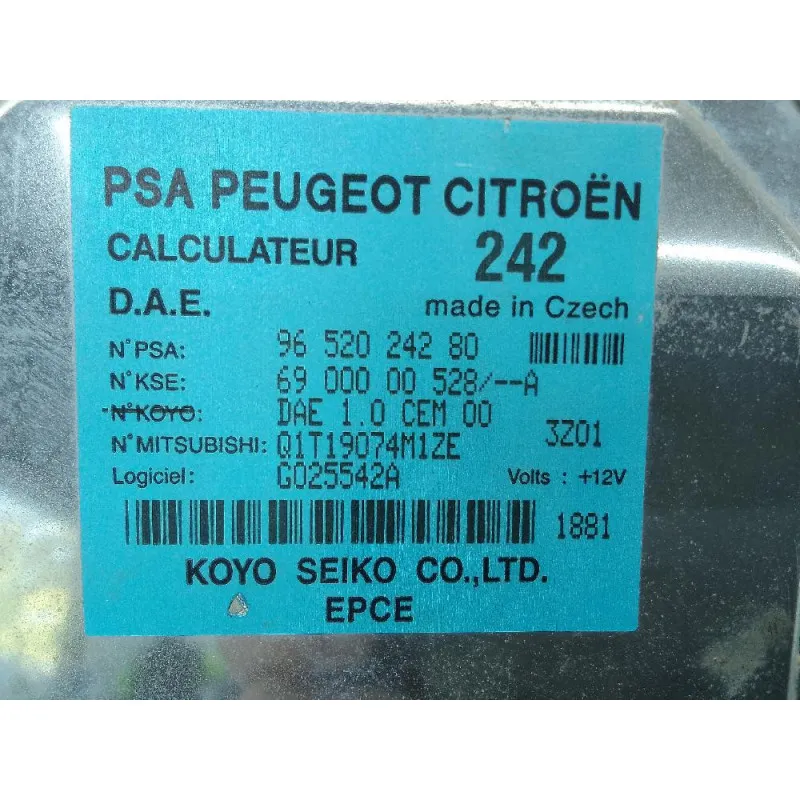 PSA PEUGEOT CITROËN
CALCULATEUR 242
D.A.E. made in Czech
N°PSA: 96 520 242 80
N°KSE: 69 000 00 528/--A
N°KOYO: DAE 1.0 CEM 00
N°MITSUBISHI: Q1T19074M1ZE 3Z01
Logiciel: G025542A Volts : +12V
1881
KOYO SEIKO CO.,LTD.
EPCE